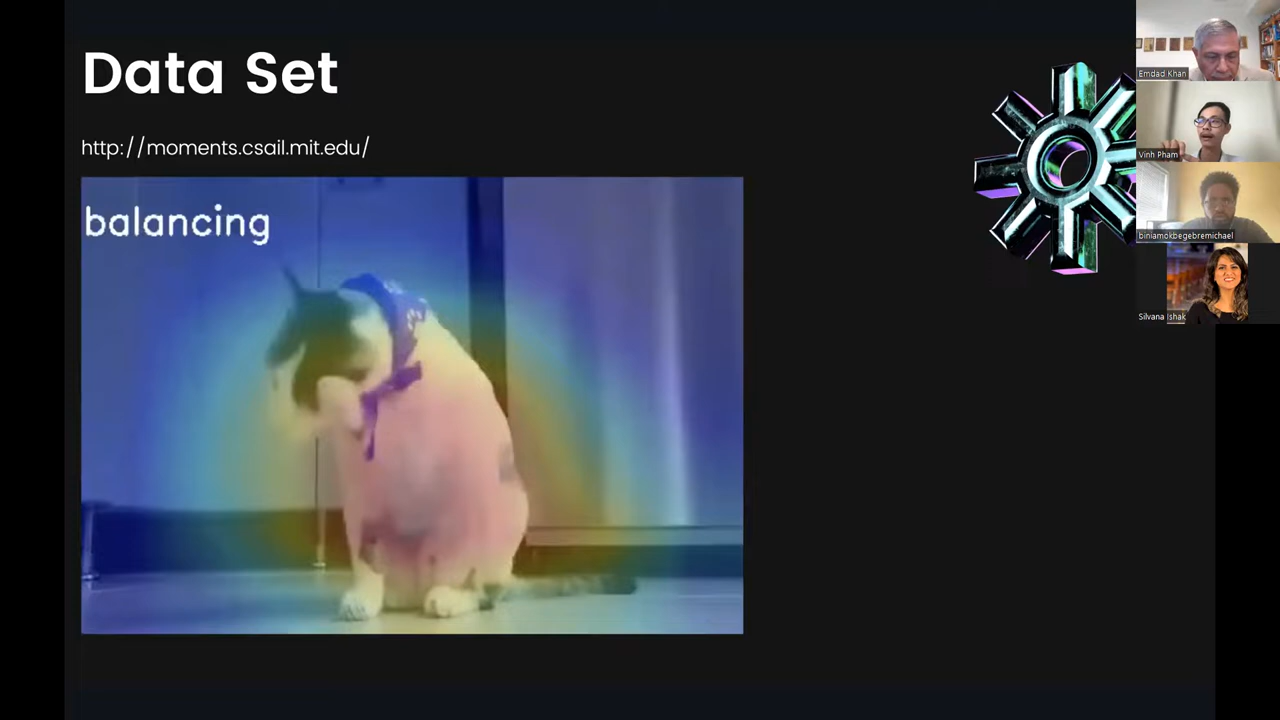 Data Set
http://moments.csail.mit.edu/
balancing
Emdad Khan
Vinh Pham
biniamokbegebremichael
Silvana Ishak